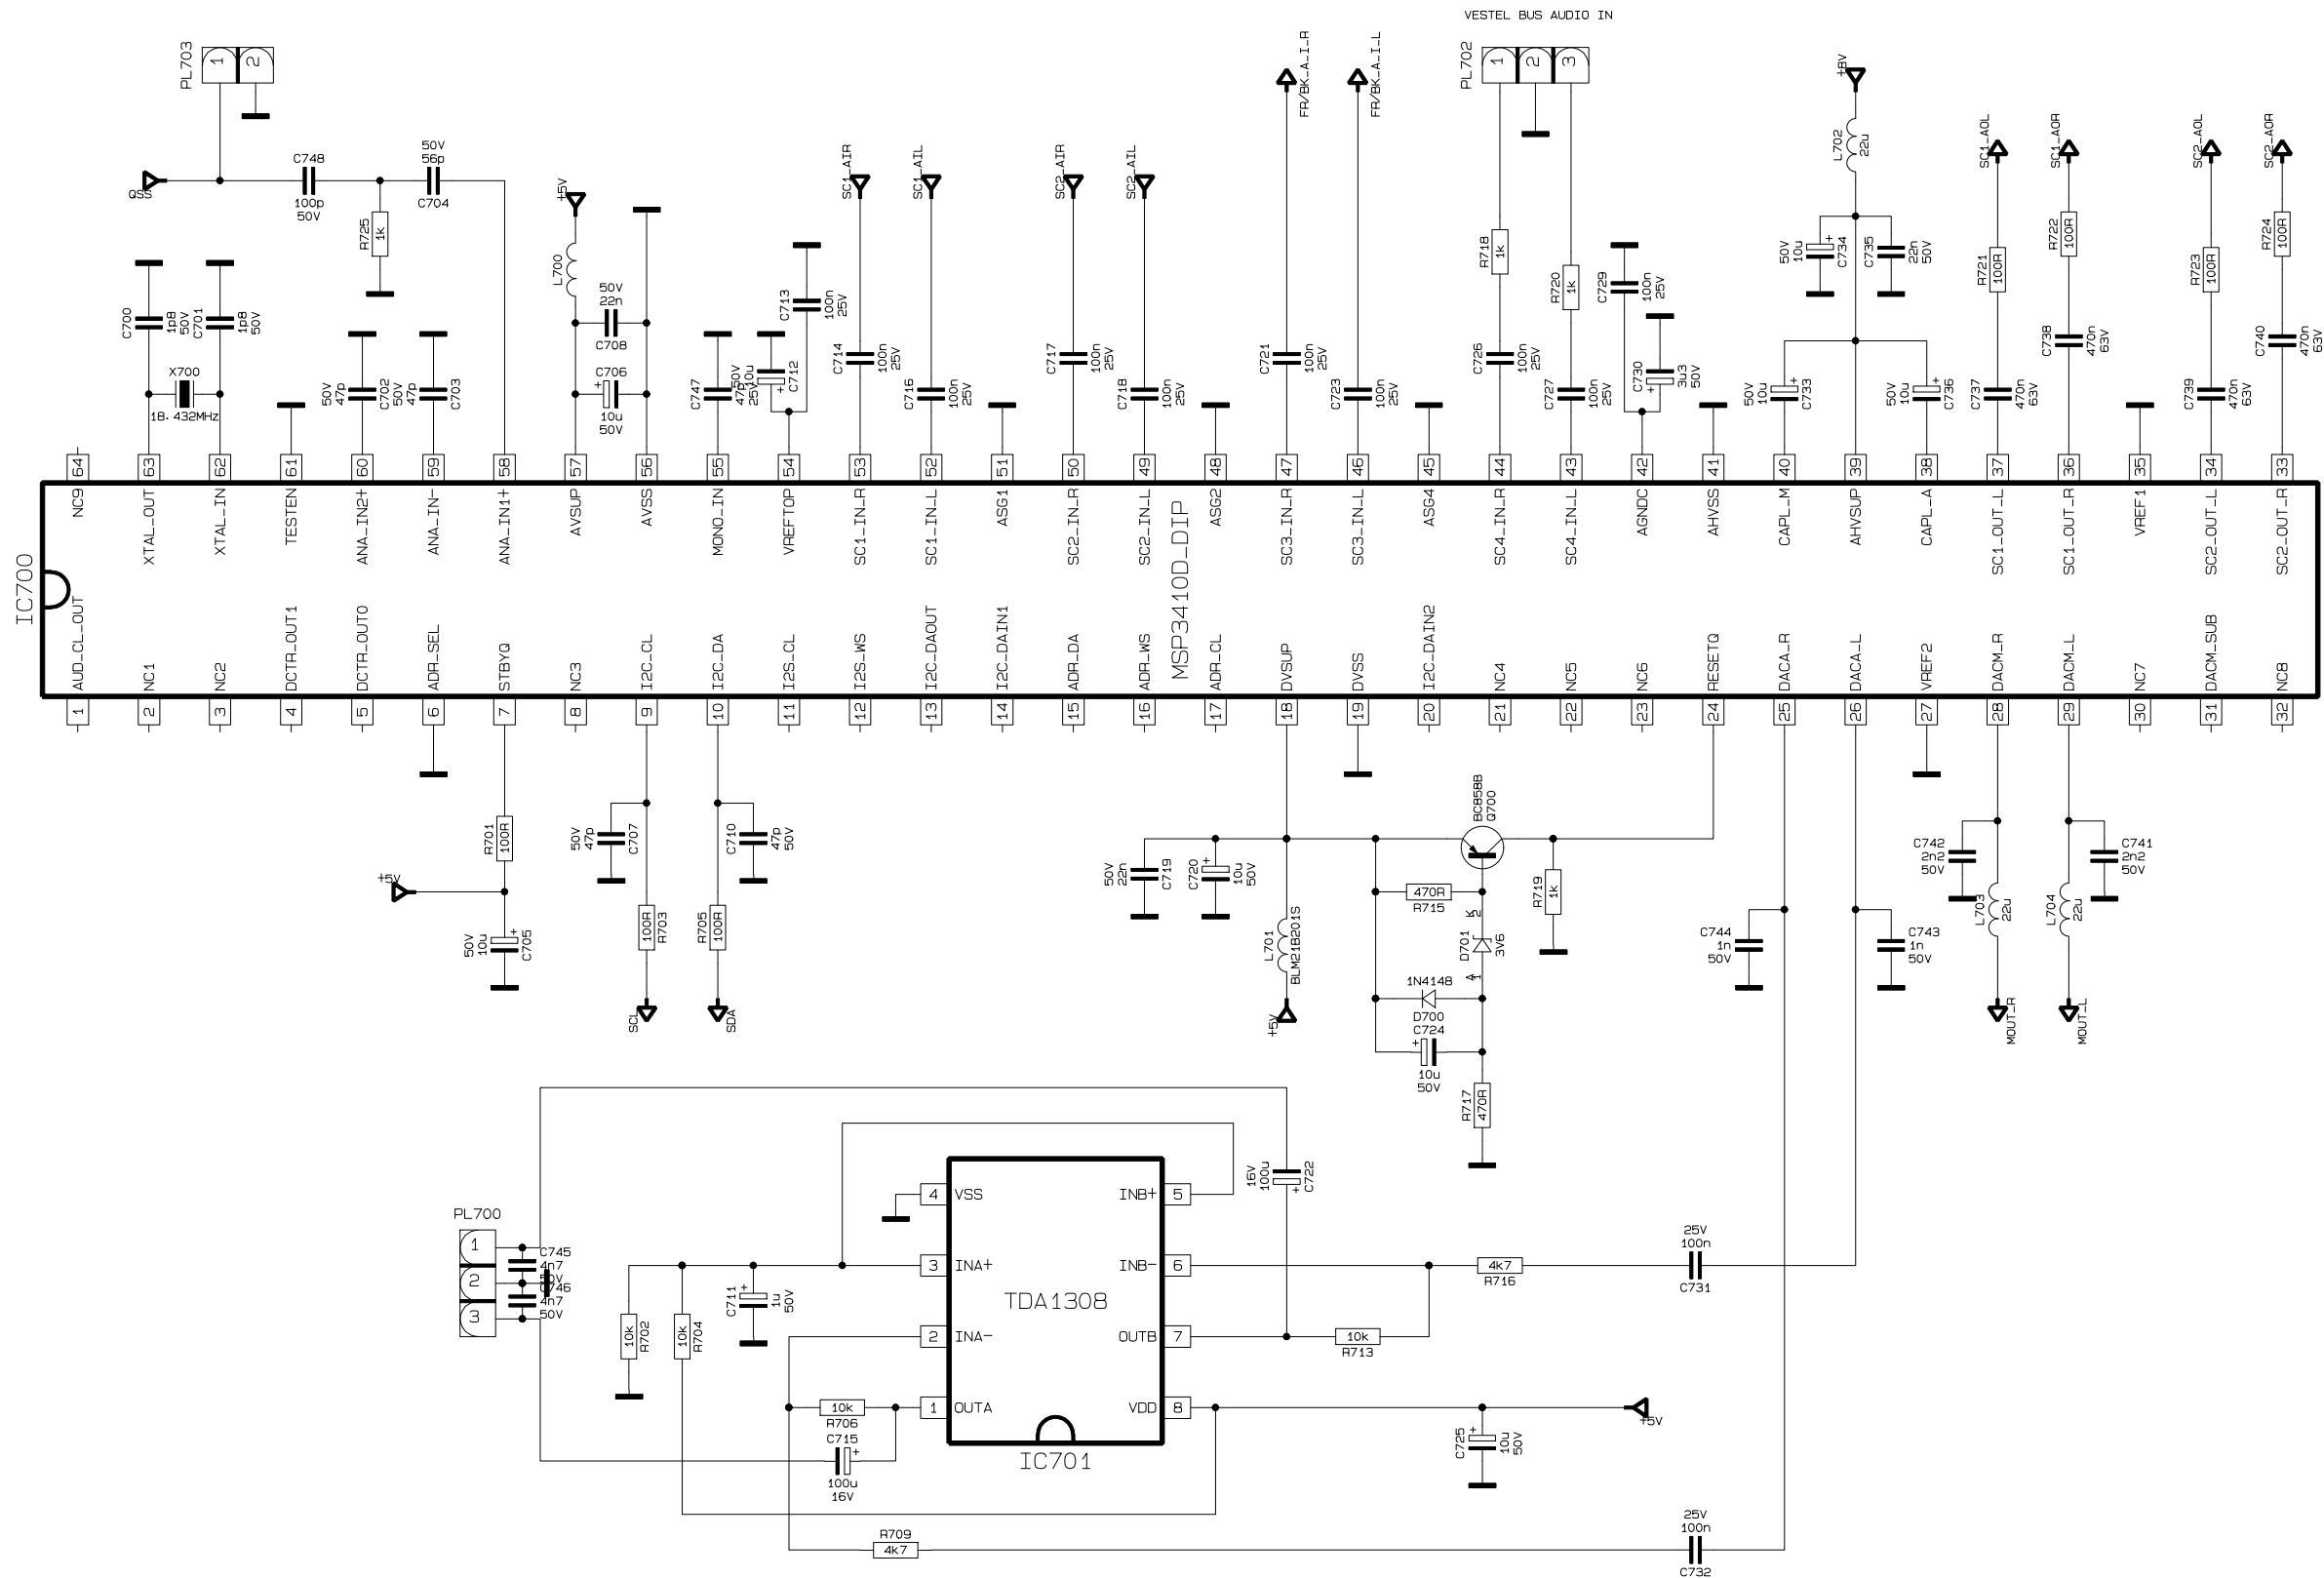 VESTEL BUS AUDIO IN
PL703
1
2
QSS
C748
100p
50V
50V
56p
C704
R725
1k
C700
1p8
50V
C701
1p8
50V
X700
18.432MHz
50V
47p
C702
50V
47p
C703
+5V
L700
50V
22n
C708
C706
+
10u
50V
C747
47p
25V
50V
10u
+
C712
C713
100n
25V
SC1_AIR
C714
100n
25V
SC1_AIL
C716
100n
25V
SC2_AIR
C717
100n
25V
SC2_AIL
C718
100n
25V
FR/BK_A_I_R
C721
100n
25V
FR/BK_A_I_L
C723
100n
25V
PL702
1
2
3
R718
1k
C726
100n
25V
R720
1k
C727
100n
25V
C729
100n
25V
C730
+
3u3
50V
+8V
L702
22u
50V
10u
+
C734
C735
22n
50V
50V
10u
+
C733
50V
10u
+
C736
SC1_AOL
R721
100R
C737
470n
63V
SC1_AOR
R722
100R
C738
470n
63V
SC2_AOL
R723
100R
C739
470n
63V
SC2_AOR
R724
100R
C740
470n
63V
64
63
62
61
60
59
58
57
56
55
54
53
52
51
50
49
48
47
46
45
44
43
42
41
40
39
38
37
36
35
34
33
NC9
XTAL_OUT
XTAL_IN
TESTEN
ANA_IN2+
ANA_IN-
ANA_IN1+
AVSUP
AVSS
MONO_IN
VREFTOP
SC1_IN_R
SC1_IN_L
ASG1
SC2_IN_R
SC2_IN_L
ASG2
SC3_IN_R
SC3_IN_L
ASG4
SC4_IN_R
SC4_IN_L
AGNDC
AHVSS
CAPL_M
AHVSUP
CAPL_A
SC1_OUT_L
SC1_OUT_R
VREF1
SC2_OUT_L
SC2_OUT_R
IC700
MSP3410D_DIP
AUD_CL_OUT
NC1
NC2
DCTR_OUT1
DCTR_OUT0
ADR_SEL
STBYQ
NC3
I2C_CL
I2C_DA
I2S_CL
I2S_WS
I2C_DAOUT
I2C_DAIN1
ADR_DA
ADR_WS
ADR_CL
DVSUP
DVSS
I2C_DAIN2
NC4
NC5
NC6
RESETQ
DACA_R
DACA_L
VREF2
DACM_R
DACM_L
NC7
DACM_SUB
NC8
1
2
3
4
5
6
7
8
9
10
11
12
13
14
15
16
17
18
19
20
21
22
23
24
25
26
27
28
29
30
31
32
R701
100R
+5V
50V
10u
+
C705
50V
47p
C707
100R
R703
SCL
R705
100R
SDA
C710
47p
50V
50V
22n
C719
C720
+
10u
50V
L701
BLM21B201S
+5V
BC858B
Q700
470R
R715
K
2
D701
3V6
A
1
1N4148
D700
C724
+
10u
50V
R717
470R
R719
1k
C744
1n
50V
C743
1n
50V
C742
2n2
50V
L703
22u
MOUT_R
L704
22u
MOUT_L
C741
2n2
50V
PL700
1
2
3
C745
4n7
50V
C746
4n7
50V
10k
R702
10k
R704
C711
+
1u
50V
10k
R706
C715
+
100u
16V
4
VSS
3
INA+
2
INA-
1
OUTA
TDA1308
INB+
5
INB-
6
OUTB
7
VDD
8
IC701
16V
100u
+
C722
10k
R713
4k7
R716
25V
100n
C731
C725
+
10u
50V
+5V
R709
4k7
25V
100n
C732